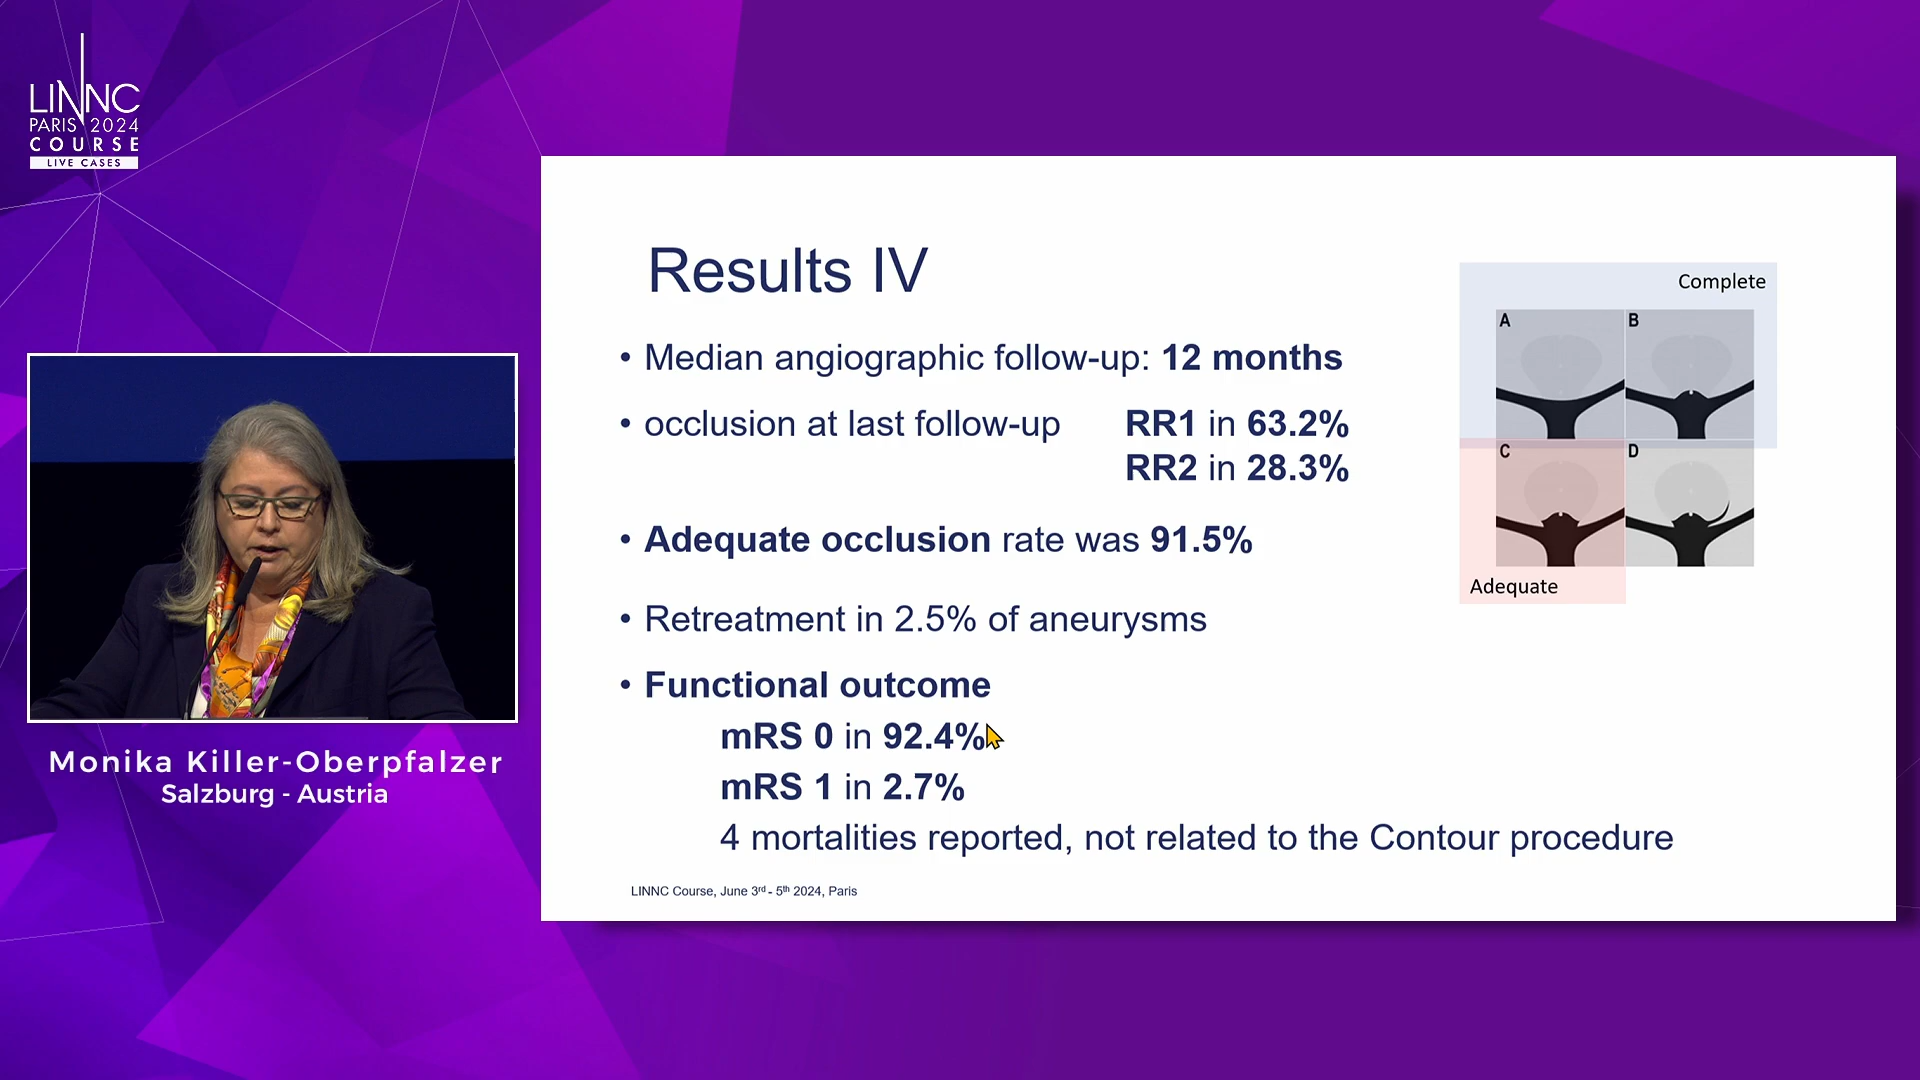 LINNC
PARIS 2024
COURSE
LIVE CASES
Results IV
• Median angiographic follow-up: 12 months
• occlusion at last follow-up RR1 in 63.2%
RR2 in 28.3%
• Adequate occlusion rate was 91.5%
• Retreatment in 2.5% of aneurysms
• Functional outcome
mRS 0 in 92.4%
mRS 1 in 2.7%
4 mortalities reported, not related to the Contour procedure
LINNC Course, June 3rd - 5th 2024, Paris
Complete
A B
C D
Adequate
Monika Killer-Oberpfalzer
Salzburg - Austria